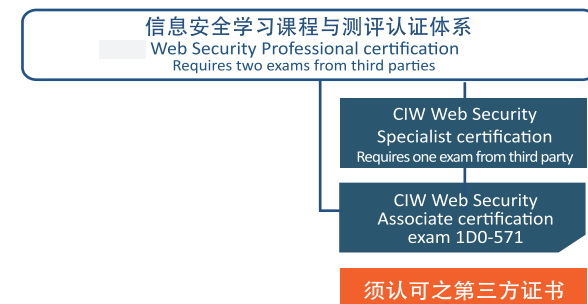 信息安全学习课程与测评认证体系
Web Security Professional certification
Requires two exams from third parties
CIW Web Security
Specialist certification
Requires one exam from third party
CIW Web Security
Associate certification
exam 1D0-571
须认可之第三方证书